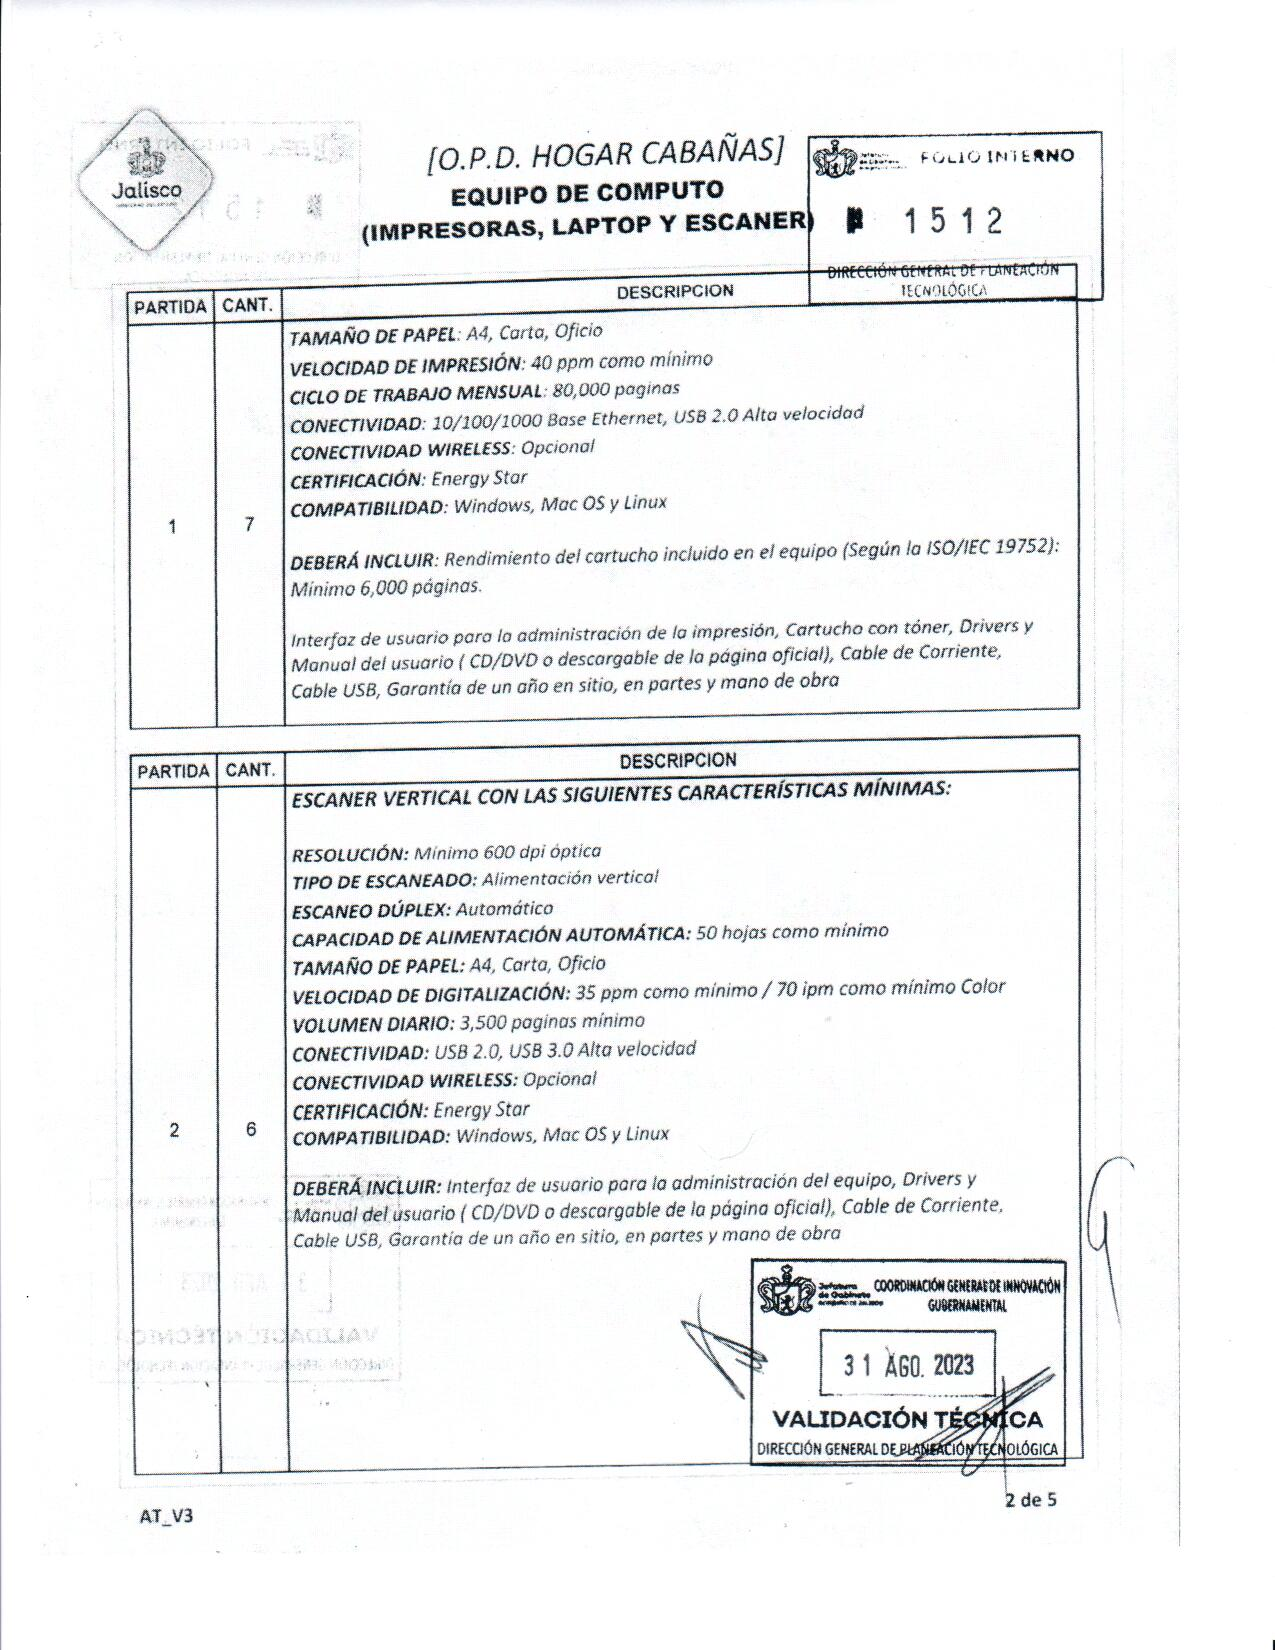 Jalisco
[O.P.D. HOGAR CABAÑAS]
EQUIPO DE COMPUTO
(IMPRESORAS, LAPTOP Y ESCANER)
FOLIO INTERNO
1512
DIRECCIÓN GENERAL DE PLANEACIÓN
TECNOLÓGICA
PARTIDA CANT. DESCRIPCION
TAMAÑO DE PAPEL: A4, Carta, Oficio
VELOCIDAD DE IMPRESIÓN: 40 ppm como mínimo
CICLO DE TRABAJO MENSUAL: 80,000 paginas
CONECTIVIDAD: 10/100/1000 Base Ethernet, USB 2.0 Alta velocidad
CONECTIVIDAD WIRELESS: Opcional
CERTIFICACIÓN: Energy Star
COMPATIBILIDAD: Windows, Mac OS y Linux
1 7
DEBERÁ INCLUIR: Rendimiento del cartucho incluido en el equipo (Según la ISO/IEC 19752):
Mínimo 6,000 páginas.
Interfaz de usuario para la administración de la impresión, Cartucho con tóner, Drivers y
Manual del usuario ( CD/DVD o descargable de la página oficial), Cable de Corriente,
Cable USB, Garantía de un año en sitio, en partes y mano de obra
PARTIDA CANT. DESCRIPCION
ESCANER VERTICAL CON LAS SIGUIENTES CARACTERÍSTICAS MÍNIMAS:
RESOLUCIÓN: Mínimo 600 dpi óptica
TIPO DE ESCANEADO: Alimentación vertical
ESCANEO DÚPLEX: Automático
CAPACIDAD DE ALIMENTACIÓN AUTOMÁTICA: 50 hojas como mínimo
TAMAÑO DE PAPEL: A4, Carta, Oficio
VELOCIDAD DE DIGITALIZACIÓN: 35 ppm como mínimo / 70 ipm como mínimo Color
VOLUMEN DIARIO: 3,500 paginas mínimo
CONECTIVIDAD: USB 2.0, USB 3.0 Alta velocidad
CONECTIVIDAD WIRELESS: Opcional
CERTIFICACIÓN: Energy Star
COMPATIBILIDAD: Windows, Mac OS y Linux
2 6
DEBERÁ INCLUIR: Interfaz de usuario para la administración del equipo, Drivers y
Manual del usuario ( CD/DVD o descargable de la página oficial), Cable de Corriente,
Cable USB, Garantía de un año en sitio, en partes y mano de obra
Jefatura de Gabinete
COORDINACIÓN GENERAL DE INNOVACIÓN
GUBERNAMENTAL
31 AGO. 2023
VALIDACIÓN TÉCNICA
DIRECCIÓN GENERAL DE PLANEACIÓN TECNOLÓGICA
AT_V3
2 de 5